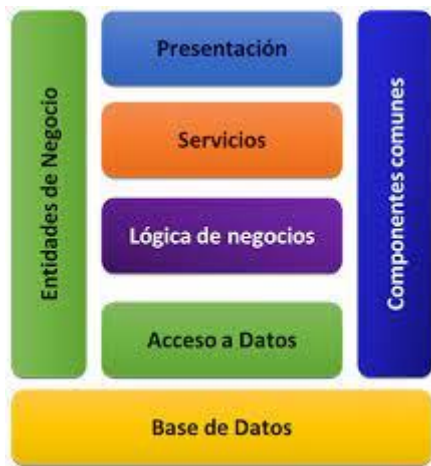 Entidades de Negocio
Presentación
Servicios
Lógica de negocios
Acceso a Datos
Componentes comunes
Base de Datos